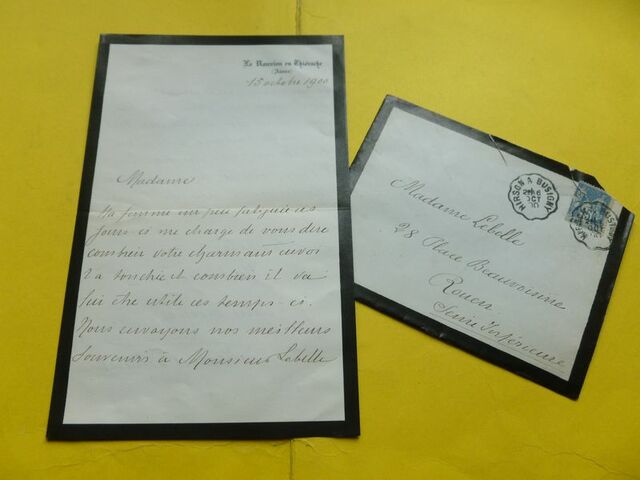 Le Nouvion en Thiérache
(Aisne)
15 octobre 1900
Madame
Ma femme un peu fatiguée ces
jours-ci me charge de vous dire
combien votre charmant envoi
l'a touchée et combien il va
lui être utile ces temps-ci.
Nous envoyons nos meilleurs
souvenirs à Monsieur Lebelle
HIRSON A BUSIGNY
OCT
Madame Lebelle
28 Place Beauvoisine
Rouen
Seine Inférieure